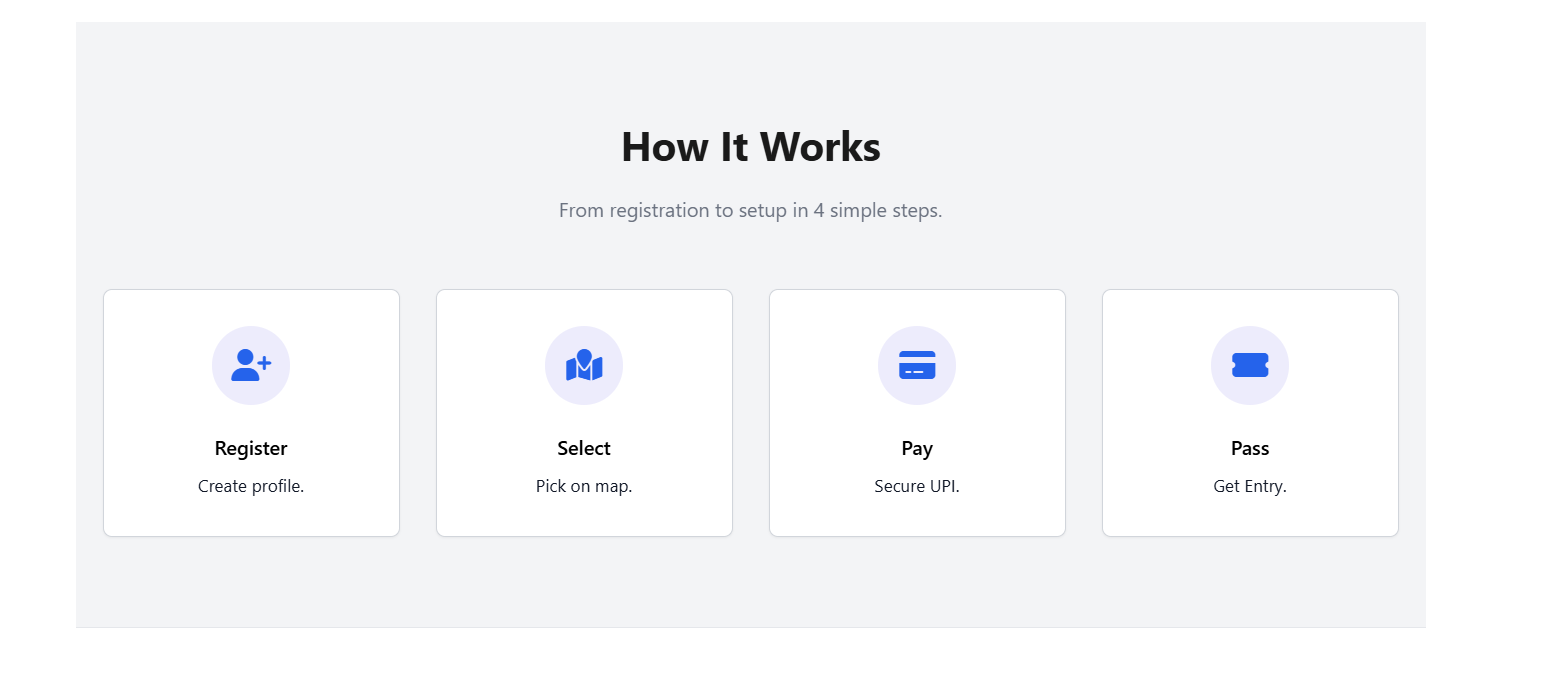 How It Works
From registration to setup in 4 simple steps.
Register
Create profile.
Select
Pick on map.
Pay
Secure UPI.
Pass
Get Entry.